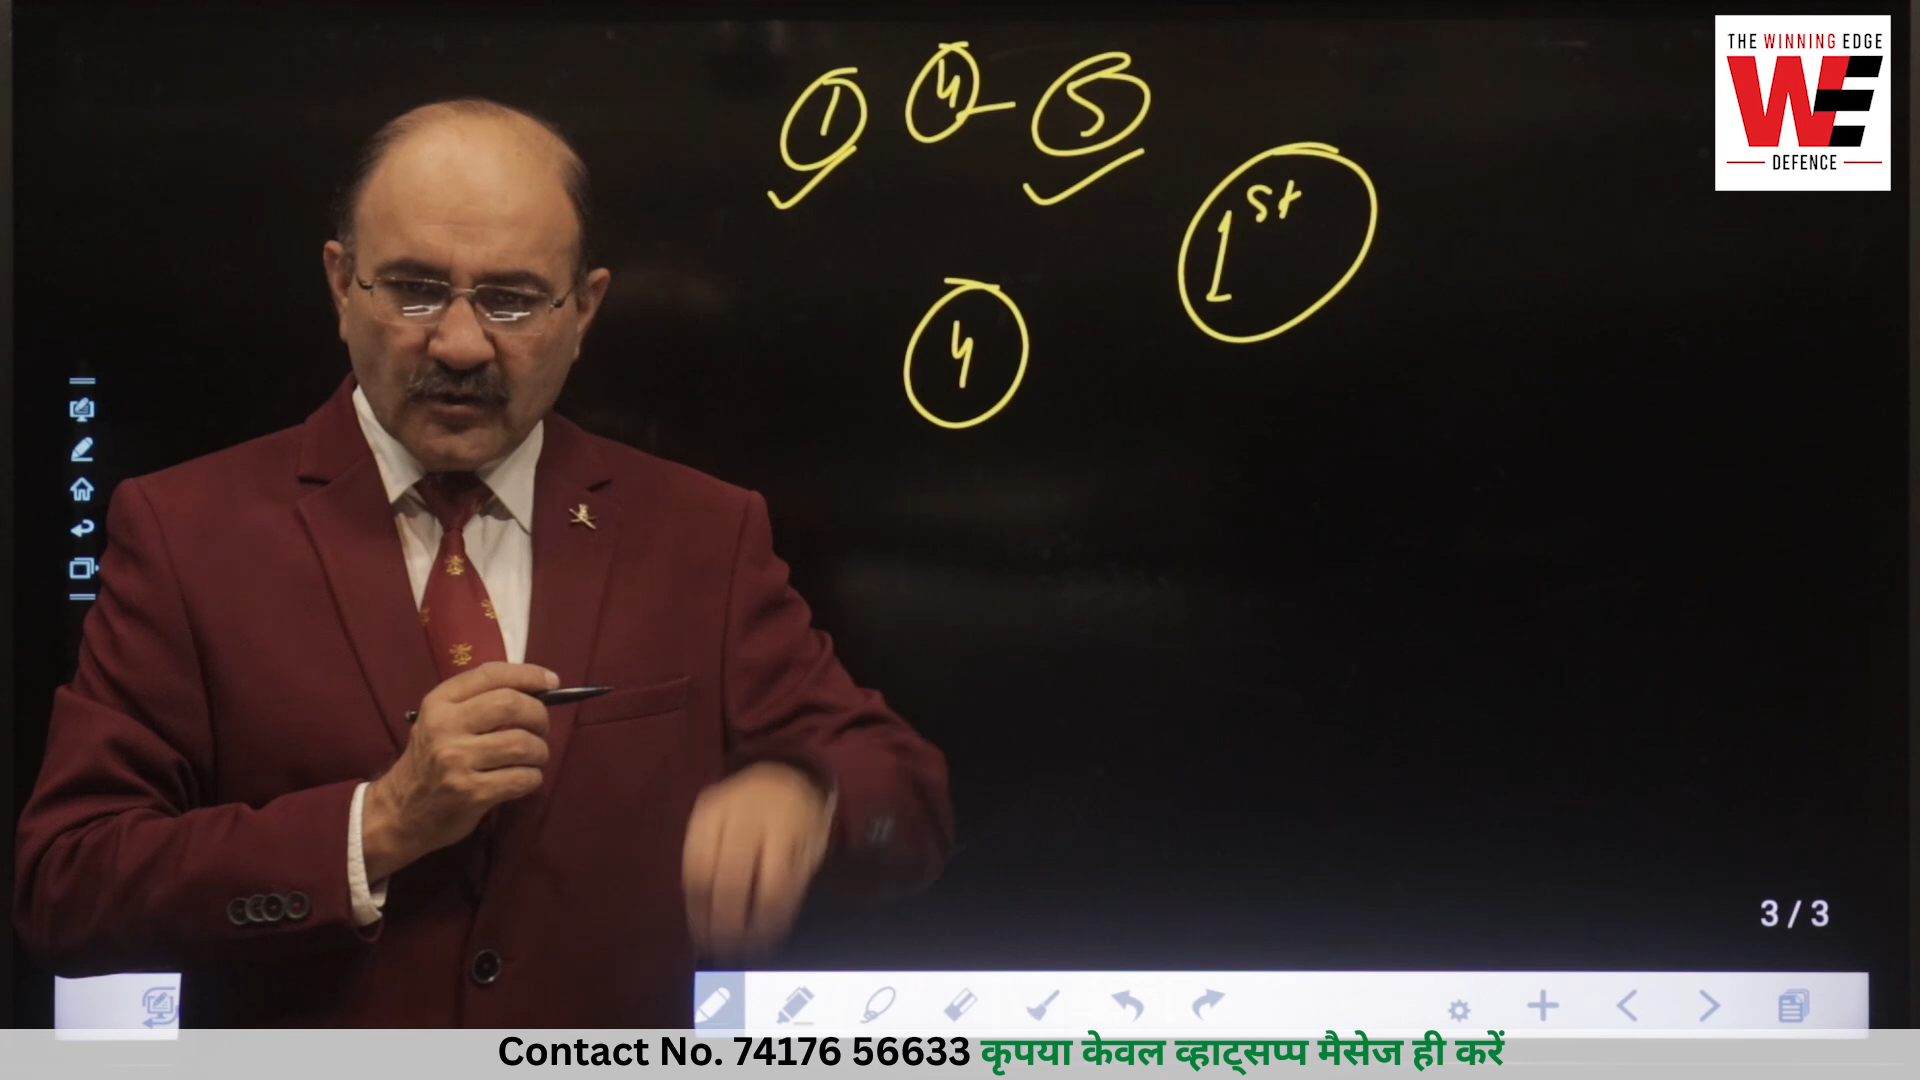 1 4 - 5
1st
4
THE WINNING EDGE
WE
DEFENCE
3 / 3
Contact No. 74176 56633 कृपया केवल व्हाट्सप्प मैसेज ही करें